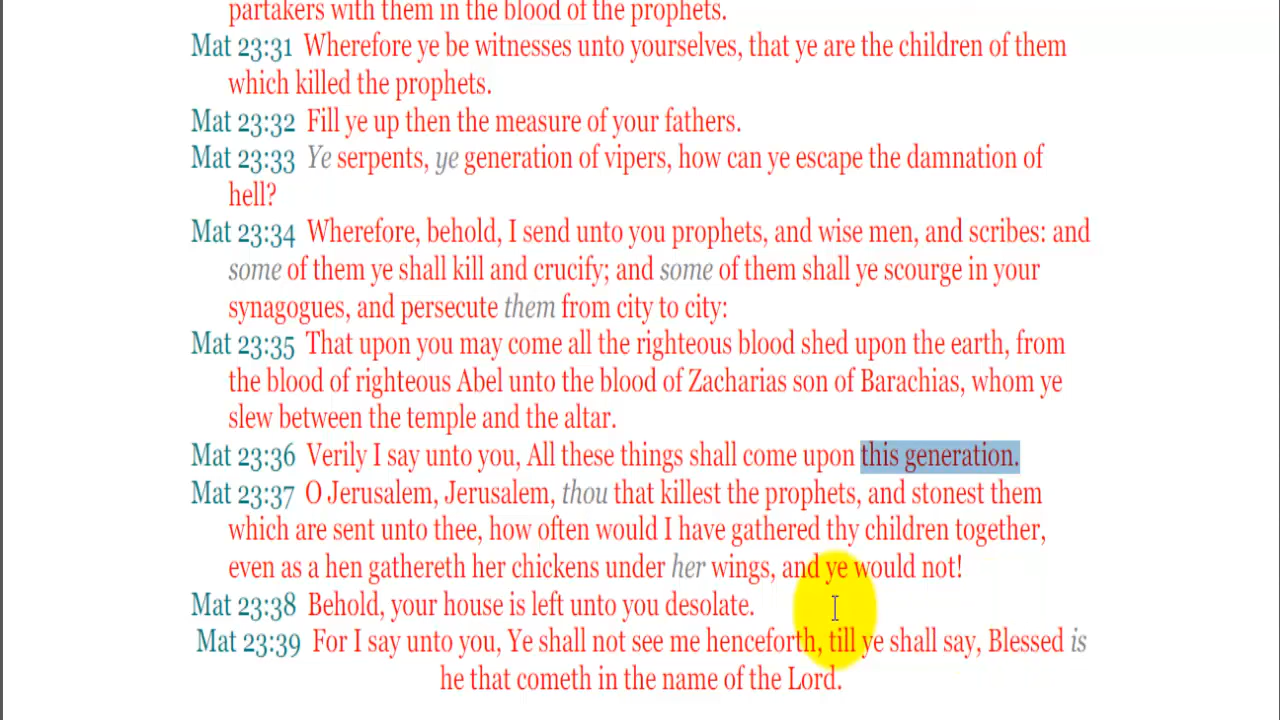 partakers with them in the blood of the prophets.
Mat 23:31 Wherefore ye be witnesses unto yourselves, that ye are the children of them
which killed the prophets.
Mat 23:32 Fill ye up then the measure of your fathers.
Mat 23:33 Ye serpents, ye generation of vipers, how can ye escape the damnation of
hell?
Mat 23:34 Wherefore, behold, I send unto you prophets, and wise men, and scribes: and
some of them ye shall kill and crucify; and some of them shall ye scourge in your
synagogues, and persecute them from city to city:
Mat 23:35 That upon you may come all the righteous blood shed upon the earth, from
the blood of righteous Abel unto the blood of Zacharias son of Barachias, whom ye
slew between the temple and the altar.
Mat 23:36 Verily I say unto you, All these things shall come upon this generation.
Mat 23:37 O Jerusalem, Jerusalem, thou that killest the prophets, and stonest them
which are sent unto thee, how often would I have gathered thy children together,
even as a hen gathereth her chickens under her wings, and ye would not!
Mat 23:38 Behold, your house is left unto you desolate.
Mat 23:39 For I say unto you, Ye shall not see me henceforth, till ye shall say, Blessed is
he that cometh in the name of the Lord.